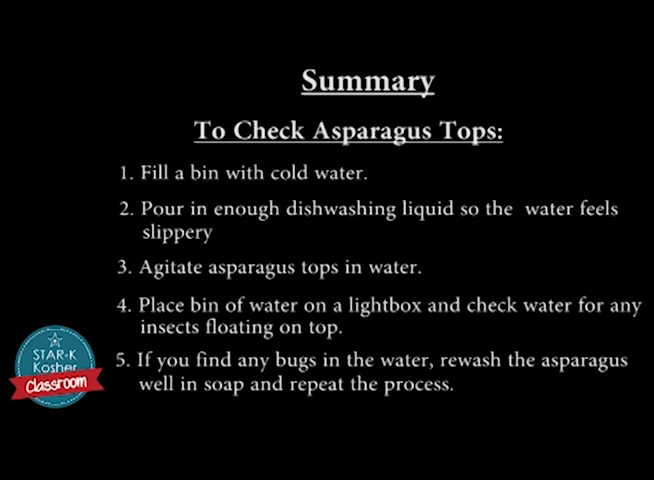 Summary
To Check Asparagus Tops:
1. Fill a bin with cold water.
2. Pour in enough dishwashing liquid so the water feels
slippery
3. Agitate asparagus tops in water.
4. Place bin of water on a lightbox and check water for any
insects floating on top.
5. If you find any bugs in the water, rewash the asparagus
well in soap and repeat the process.
STAR-K
Kosher
Classroom